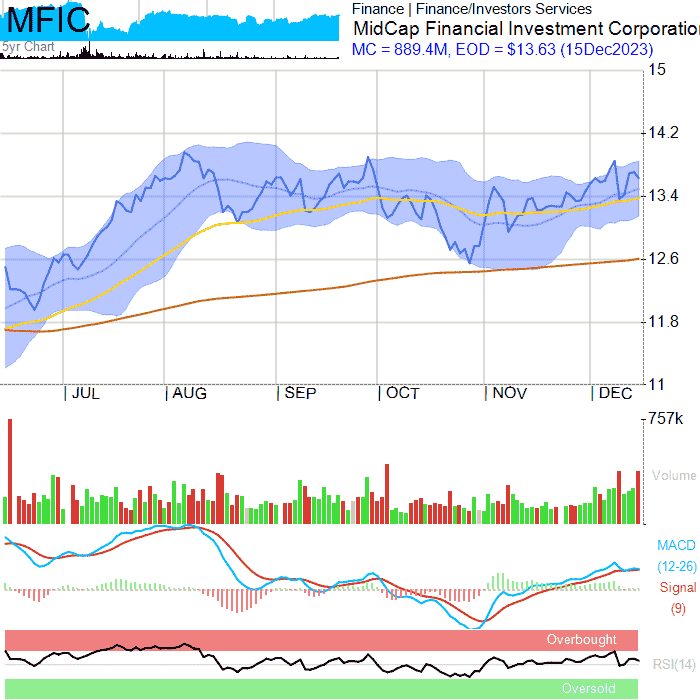 MFIC
5yr Chart
Finance | Finance/Investors Services
MidCap Financial Investment Corporation
MC = 889.4M, EOD = $13.63 (15Dec2023)
15
14.2
13.4
12.6
11.8
11
| JUL | AUG | SEP | OCT | NOV | DEC
757k
Volume
MACD
(12-26)
Signal
(9)
Overbought
RSI(14)
Oversold